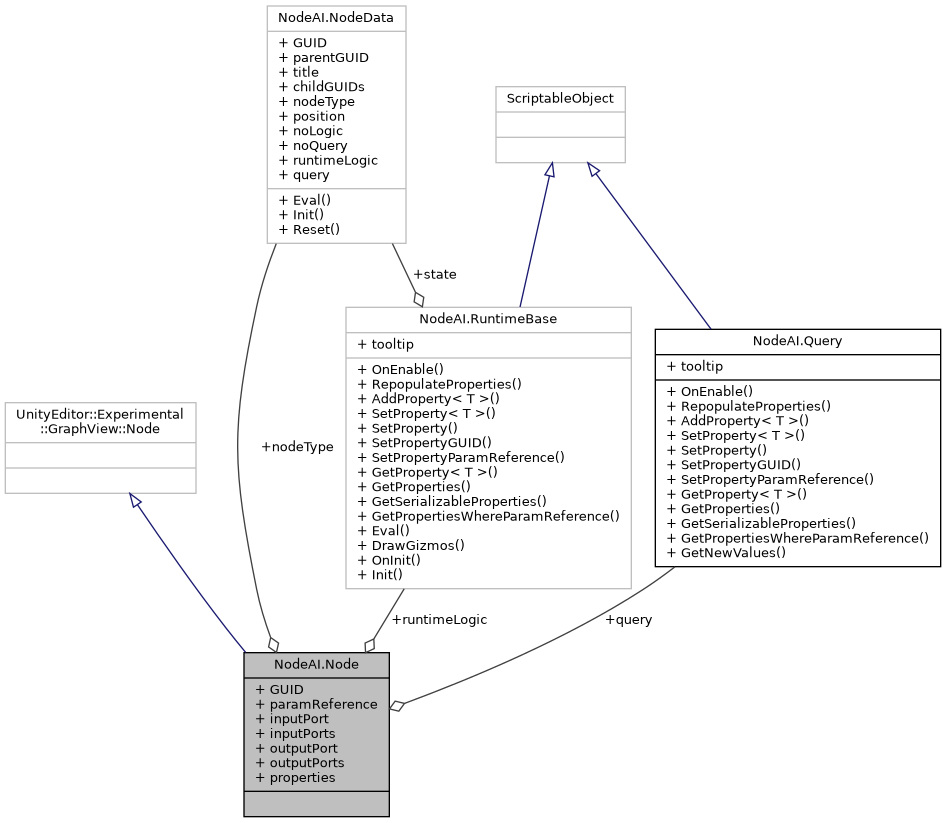 NodeAI.NodeData
+ GUID
+ parentGUID
+ title
+ childGUIDs
+ nodeType
+ position
+ noLogic
+ noQuery
+ runtimeLogic
+ query
+ Eval()
+ Init()
+ Reset()
ScriptableObject
+state
NodeAI.RuntimeBase
+ tooltip
+ OnEnable()
+ RepopulateProperties()
+ AddProperty< T >()
+ SetProperty< T >()
+ SetProperty()
+ SetPropertyGUID()
+ SetPropertyParamReference()
+ GetProperty< T >()
+ GetProperties()
+ GetSerializableProperties()
+ GetPropertiesWhereParamReference()
+ Eval()
+ DrawGizmos()
+ OnInit()
+ Init()
NodeAI.Query
+ tooltip
+ OnEnable()
+ RepopulateProperties()
+ AddProperty< T >()
+ SetProperty< T >()
+ SetProperty()
+ SetPropertyGUID()
+ SetPropertyParamReference()
+ GetProperty< T >()
+ GetProperties()
+ GetSerializableProperties()
+ GetPropertiesWhereParamReference()
+ GetNewValues()
UnityEditor::Experimental
::GraphView::Node
+nodeType
+runtimeLogic
+query
NodeAI.Node
+ GUID
+ paramReference
+ inputPort
+ inputPorts
+ outputPort
+ outputPorts
+ properties